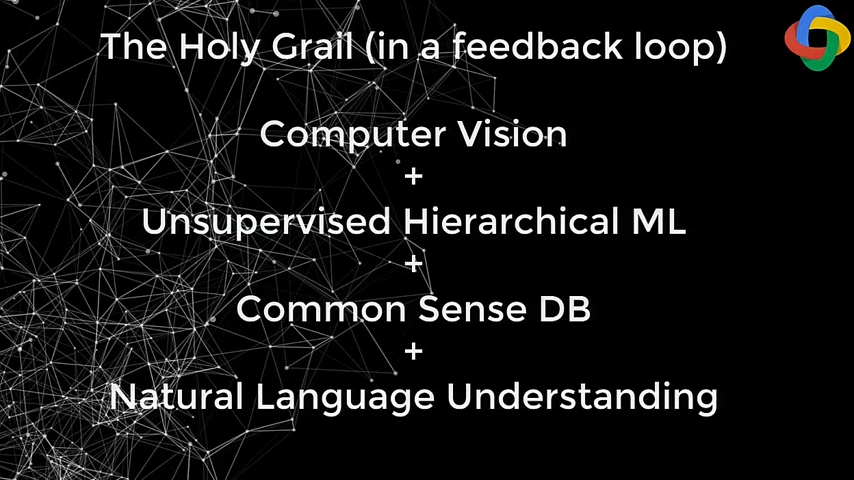 The Holy Grail (in a feedback loop)
Computer Vision
+
Unsupervised Hierarchical ML
+
Common Sense DB
+
Natural Language Understanding